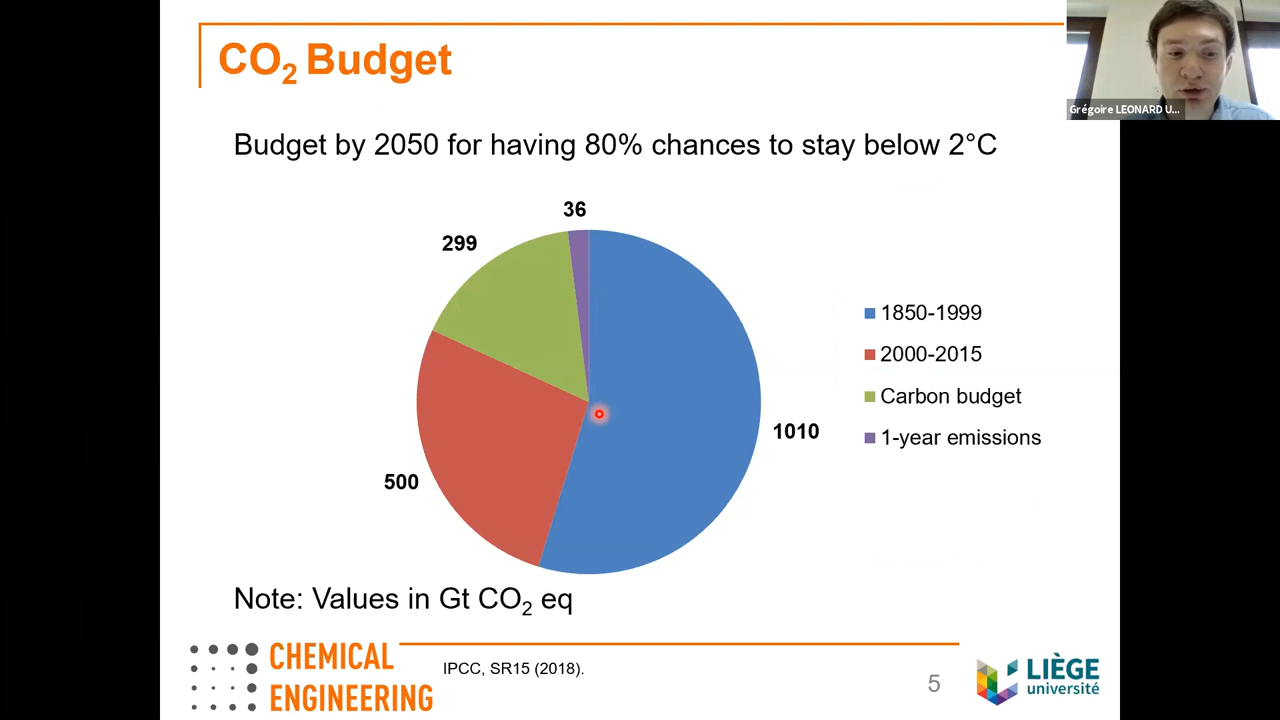 CO2 Budget
Grégoire LEONARD U...
Budget by 2050 for having 80% chances to stay below 2°C
36
299
1850-1999
2000-2015
Carbon budget
1010
1-year emissions
500
Note: Values in Gt CO2 eq
CHEMICAL
ENGINEERING
IPCC, SR15 (2018).
5
LIÈGE
université